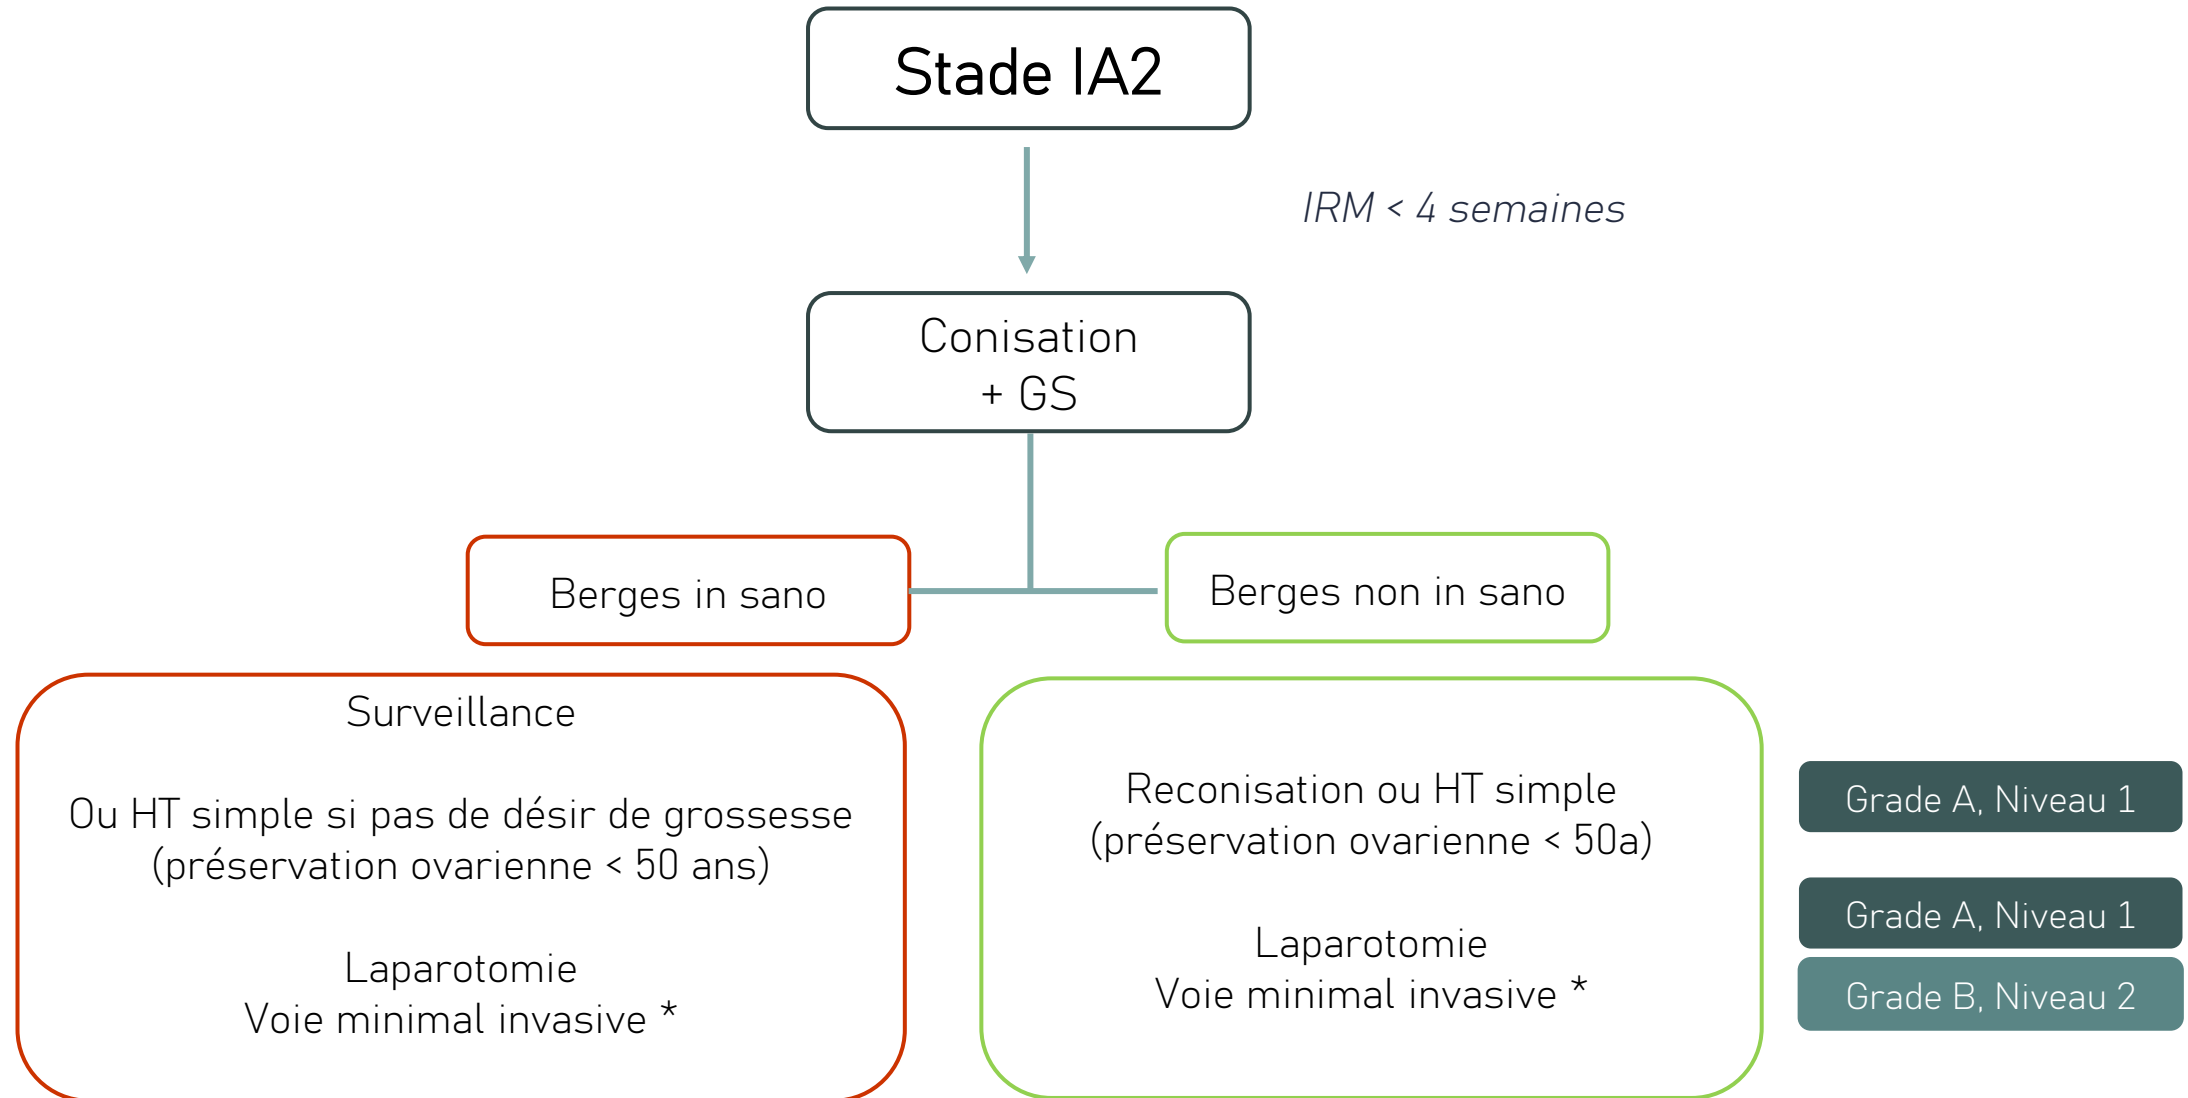 Stade IA2
IRM < 4 semaines
Conisation
+ GS
Berges in sano
Berges non in sano
Surveillance
Ou HT simple si pas de désir de grossesse
(préservation ovarienne < 50 ans)
Laparotomie
Voie minimal invasive *
Reconisation ou HT simple
(préservation ovarienne < 50a)
Laparotomie
Voie minimal invasive *
Grade A, Niveau 1
Grade A, Niveau 1
Grade B, Niveau 2